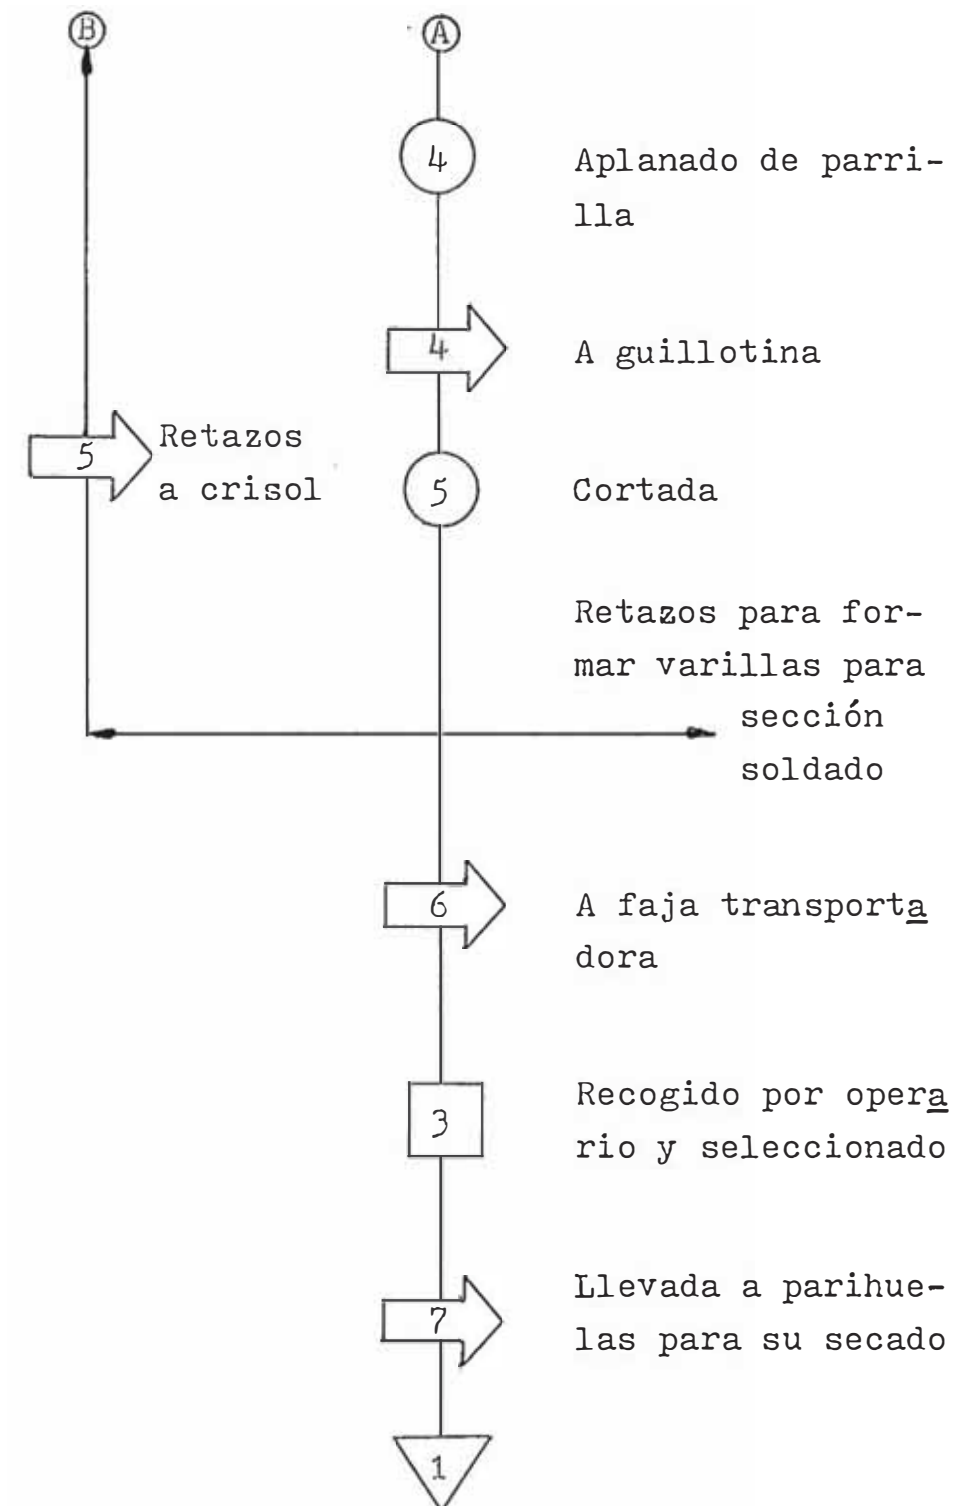 B
A
4
Aplanado de parri-
lla
4
A guillotina
5
Retazos
a crisol
5
Cortada
Retazos para for-
mar varillas para
sección
soldado
6
A faja transporta
dora
3
Recogido por opera
rio y seleccionado
7
Llevada a parihue-
las para su secado
1